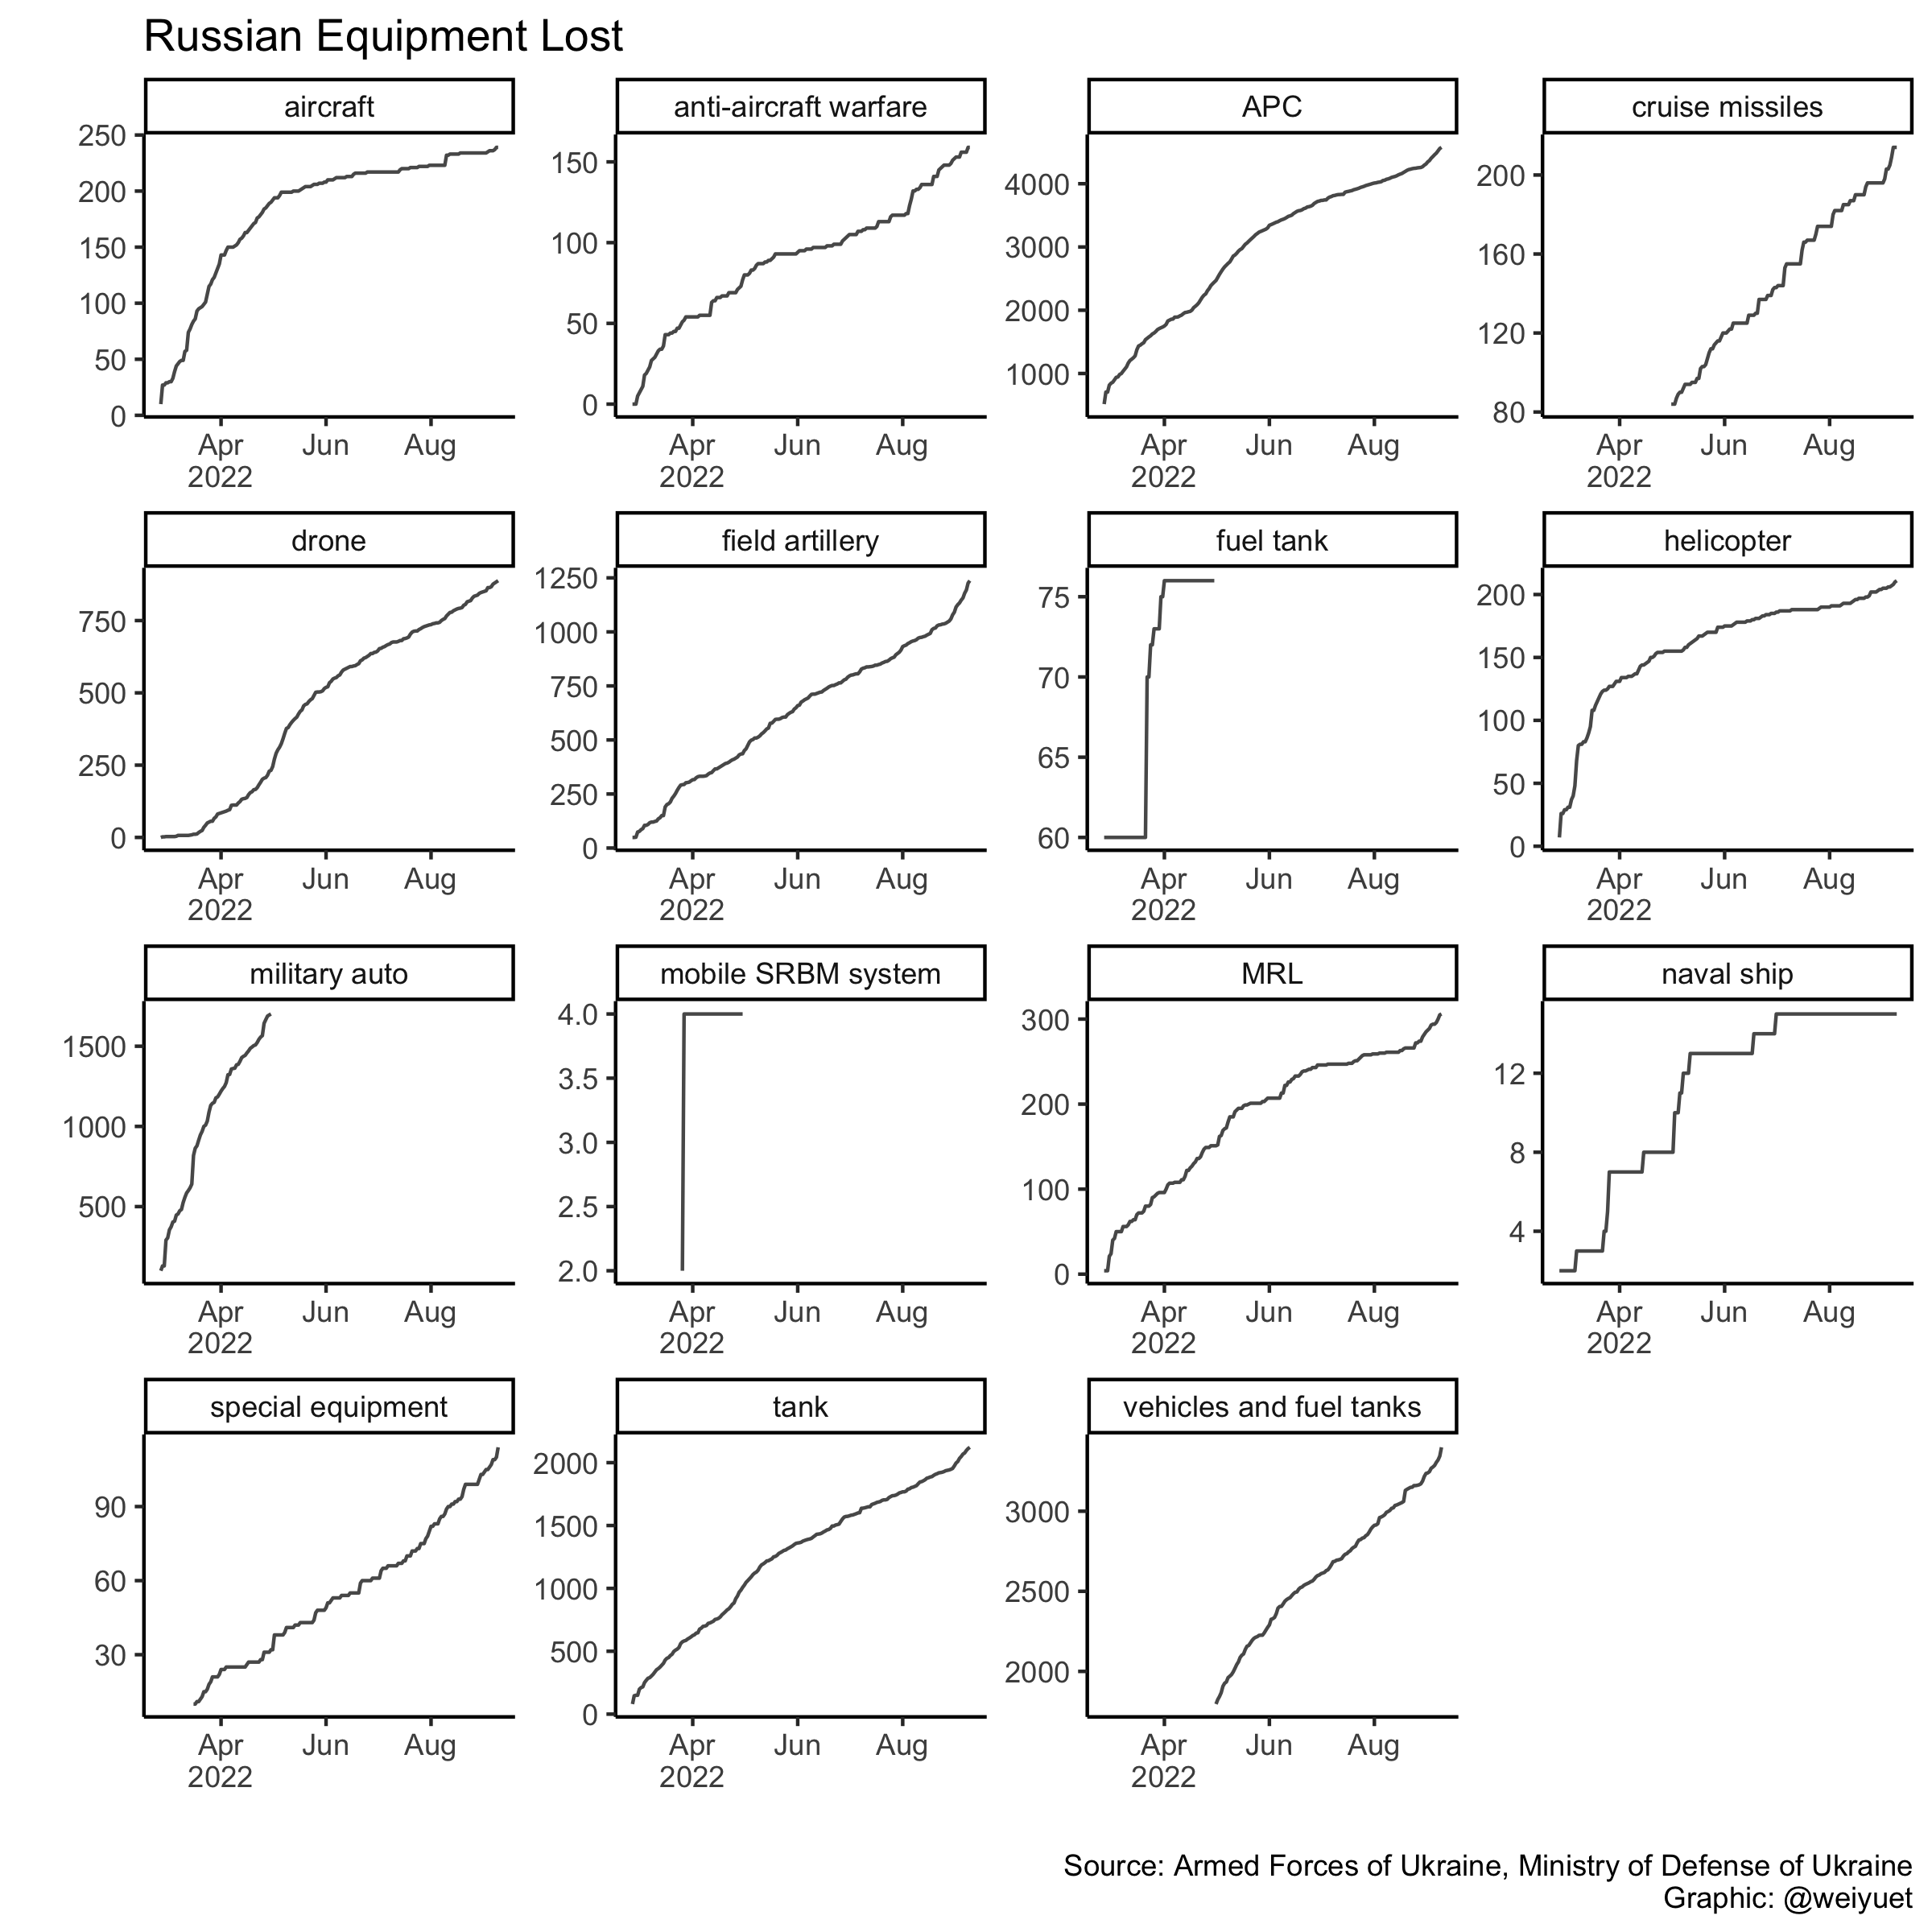 Russian Equipment Lost
aircraft
anti-aircraft warfare
APC
cruise missiles
250
200
150
100
50
0
Apr
2022
Jun
Aug
150
100
50
0
Apr
2022
Jun
Aug
4000
3000
2000
1000
Apr
2022
Jun
Aug
200
160
120
80
Apr
2022
Jun
Aug
drone
field artillery
fuel tank
helicopter
750
500
250
0
Apr
2022
Jun
Aug
1250
1000
750
500
250
0
Apr
2022
Jun
Aug
75
70
65
60
Apr
2022
Jun
Aug
200
150
100
50
0
Apr
2022
Jun
Aug
military auto
mobile SRBM system
MRL
naval ship
1500
1000
500
Apr
2022
Jun
Aug
4.0
3.5
3.0
2.5
2.0
Apr
2022
Jun
Aug
300
200
100
0
Apr
2022
Jun
Aug
12
8
4
Apr
2022
Jun
Aug
special equipment
tank
vehicles and fuel tanks
90
60
30
Apr
2022
Jun
Aug
2000
1500
1000
500
0
Apr
2022
Jun
Aug
3000
2500
2000
Apr
2022
Jun
Aug
Source: Armed Forces of Ukraine, Ministry of Defense of Ukraine
Graphic: @weiyuet